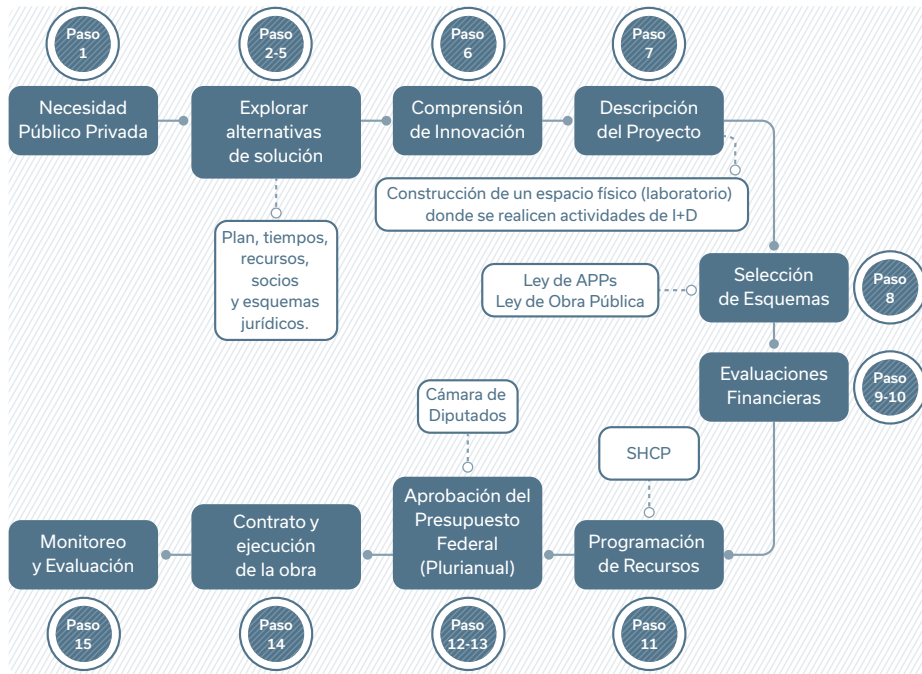 Paso
1
Necesidad
Público Privada
Paso
2-5
Explorar
alternativas
de solución
Plan, tiempos,
recursos,
socios
y esquemas
jurídicos.
Paso
6
Comprensión
de Innovación
Paso
7
Descripción
del Proyecto
Construcción de un espacio físico (laboratorio)
donde se realicen actividades de I+D
Ley de APPs
Ley de Obra Pública
Selección
de Esquemas
Paso
8
Evaluaciones
Financieras
Paso
9-10
SHCP
Programación
de Recursos
Paso
11
Cámara de
Diputados
Aprobación del
Presupuesto
Federal
(Plurianual)
Paso
12-13
Contrato y
ejecución
de la obra
Paso
14
Monitoreo
y Evaluación
Paso
15